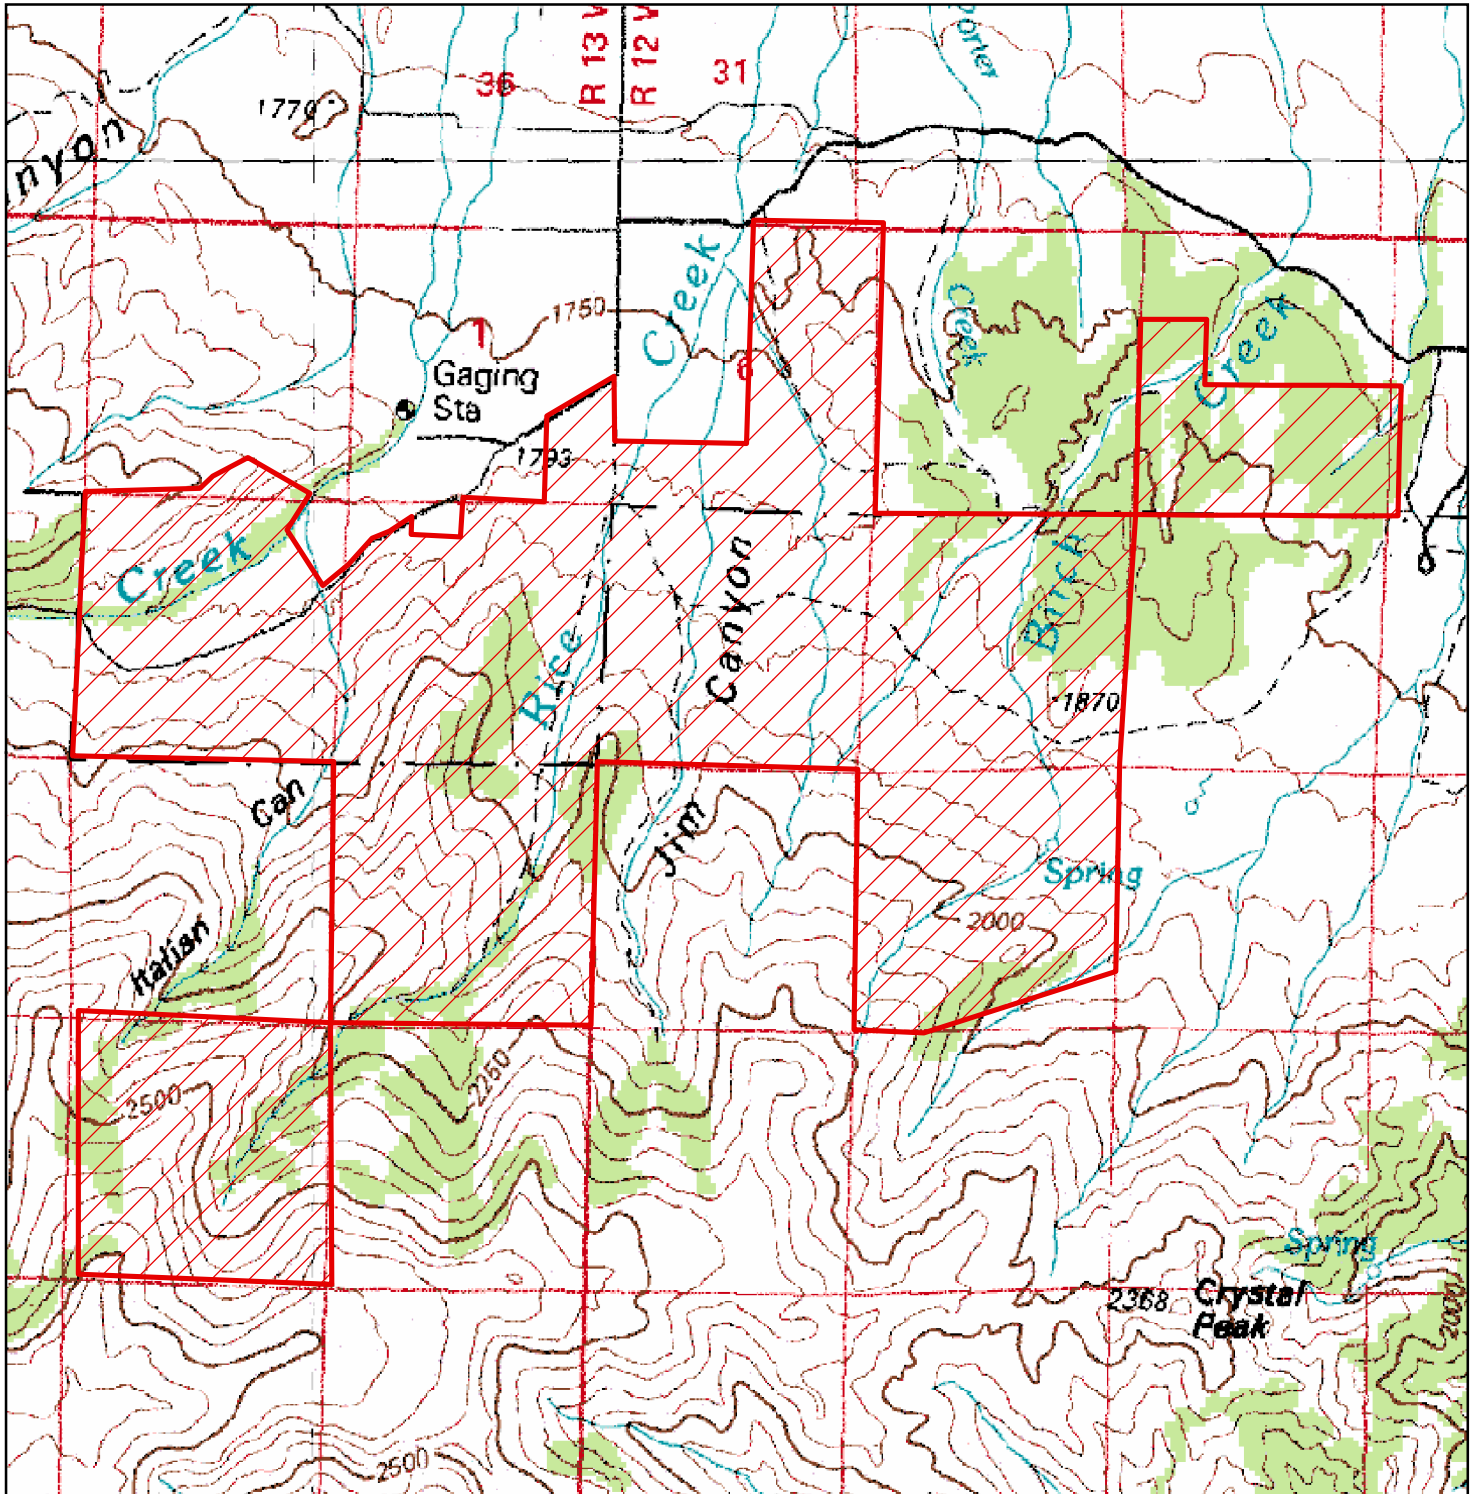 R 13 W
R 12 W
36
31
orter
1770
nyon
Creek
1750
1
Creek
6
Creek
Gaging
Sta
1793
Creek
Canyon
Birch
Rice
1870
Can
Jim
Spring
Italian
2000
2500
2250
Spring
2368
Crystal
Peak
2000
2500